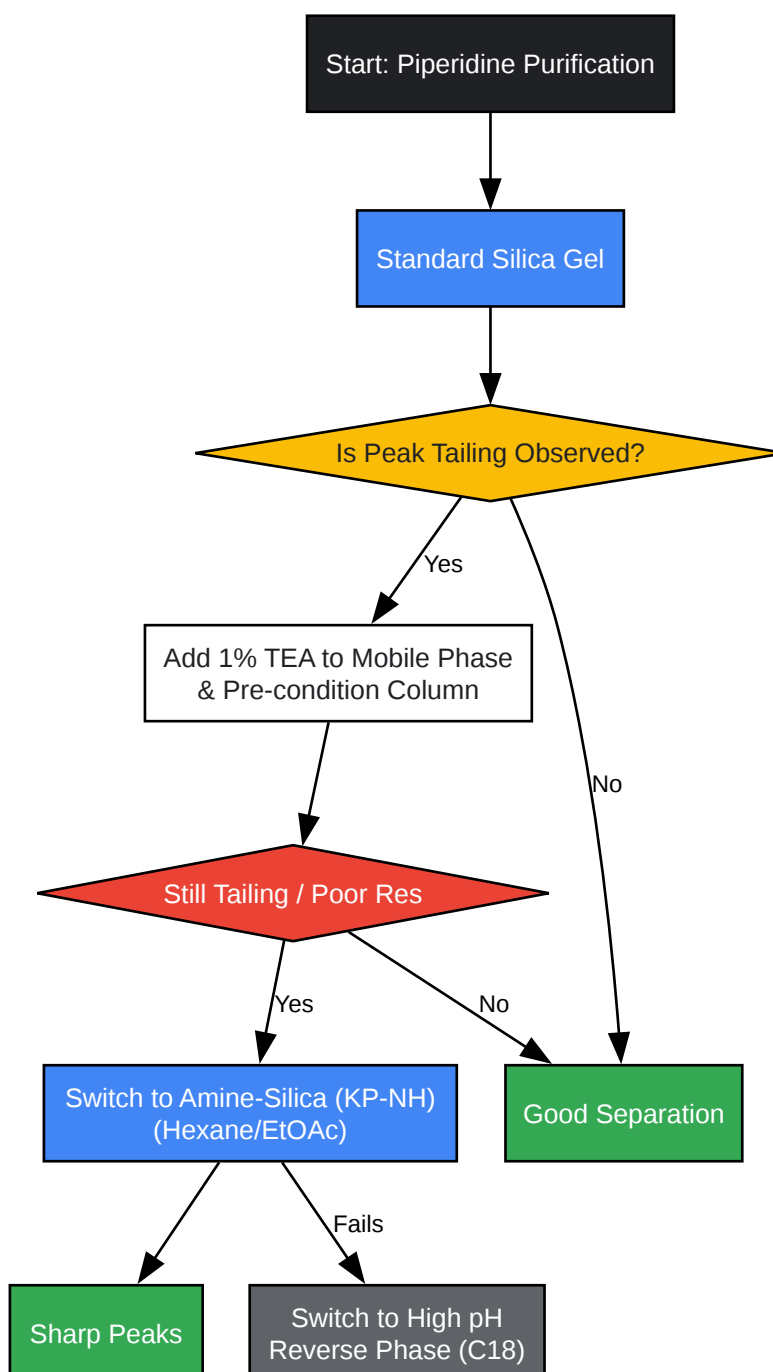 Start: Piperidine Purification
Standard Silica Gel
Is Peak Tailing Observed?
Yes
Add 1% TEA to Mobile Phase
& Pre-condition Column
No
Still Tailing / Poor Res
Yes
No
Switch to Amine-Silica (KP-NH)
(Hexane/EtOAc)
Good Separation
Fails
Sharp Peaks
Switch to High pH
Reverse Phase (C18)